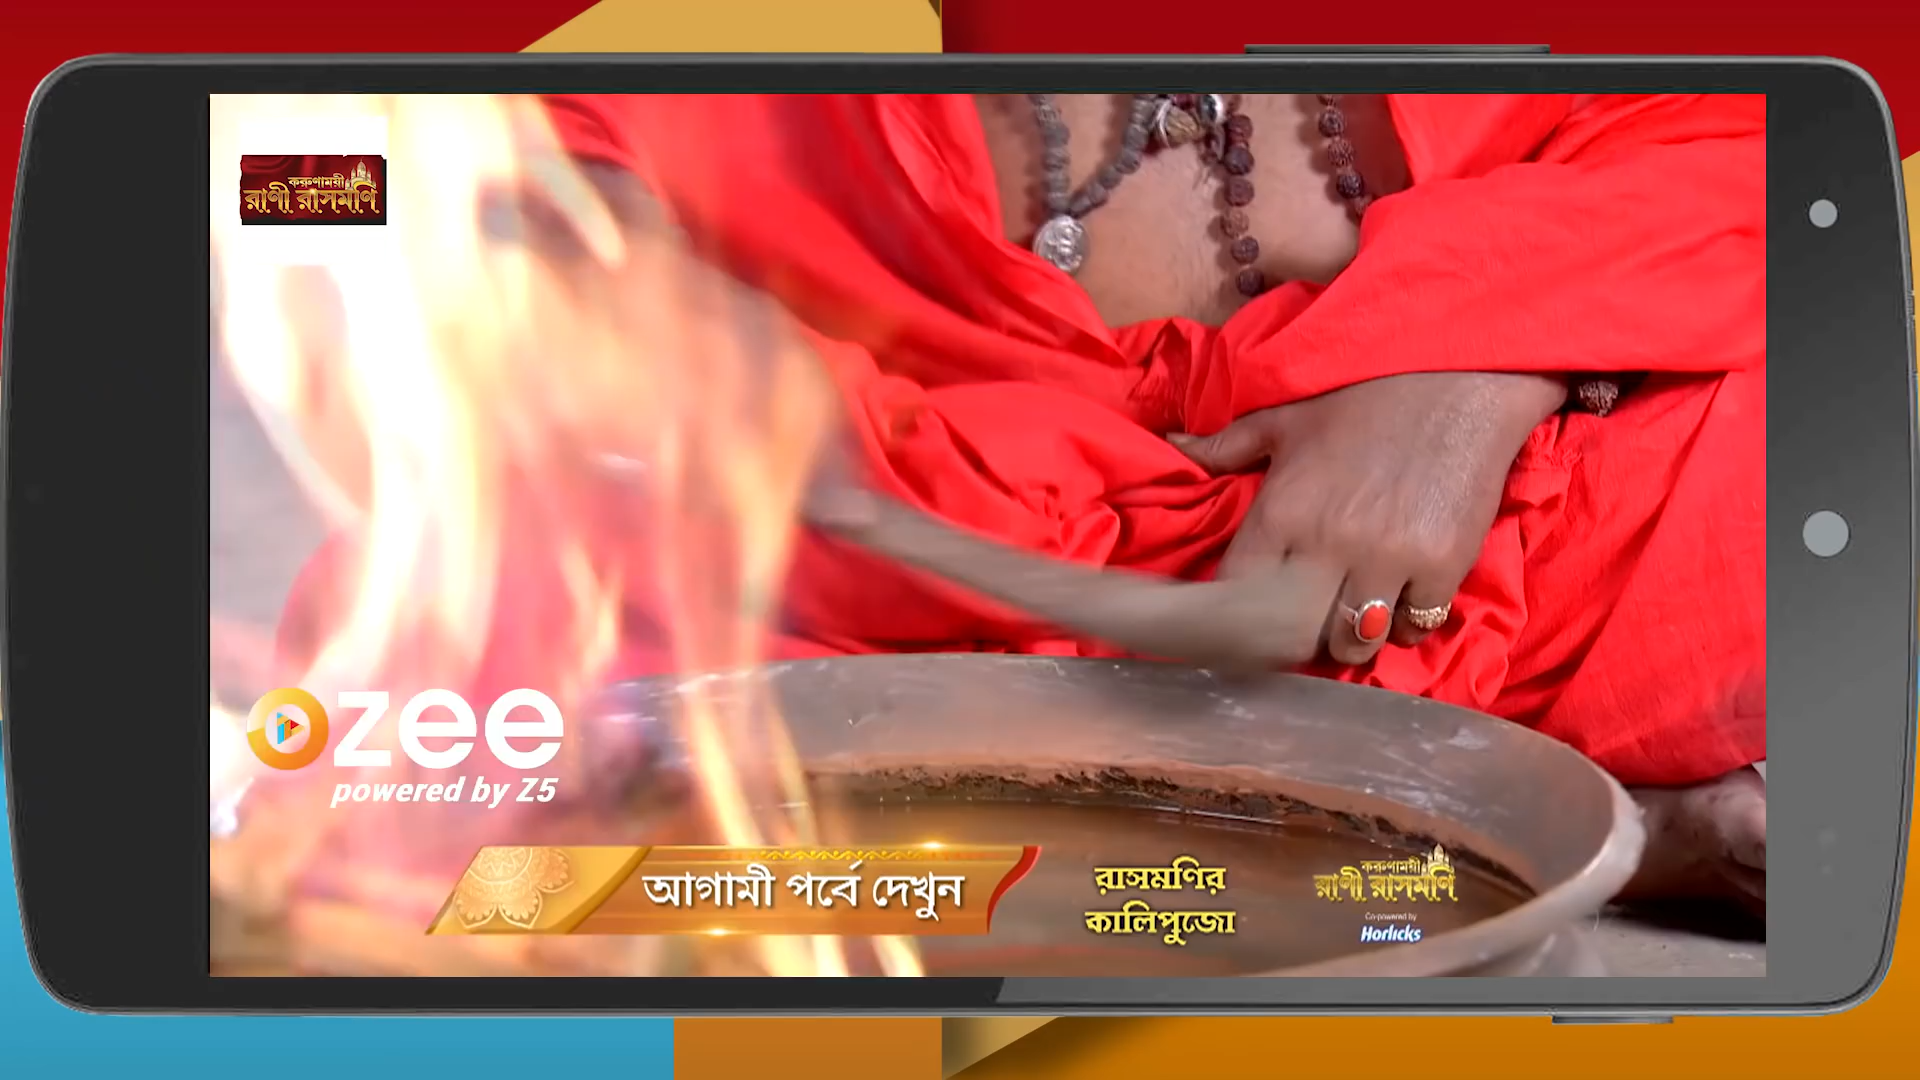 করুণাময়ী
রাণী রাসমণি
zee
powered by Z5
আগামী পর্বে দেখুন
রাসমণির
কালিপুজো
করুণাময়ী
রাণী রাসমণি
Co-powered by
Horlicks